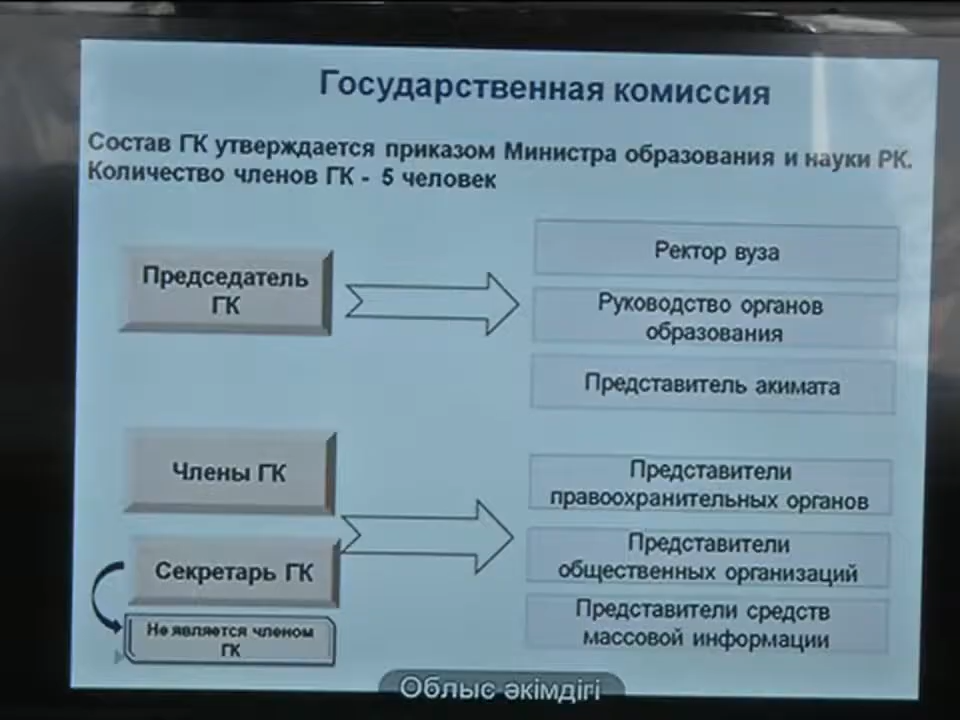 Государственная комиссия
Состав ГК утверждается приказом Министра образования и науки РК.
Количество членов ГК - 5 человек
Председатель
ГК
Ректор вуза
Руководство органов
образования
Представитель акимата
Члены ГК
Секретарь ГК
Не является членом
ГК
Представители
правоохранительных органов
Представители
общественных организаций
Представители средств
массовой информации
Облыс әкімдігі